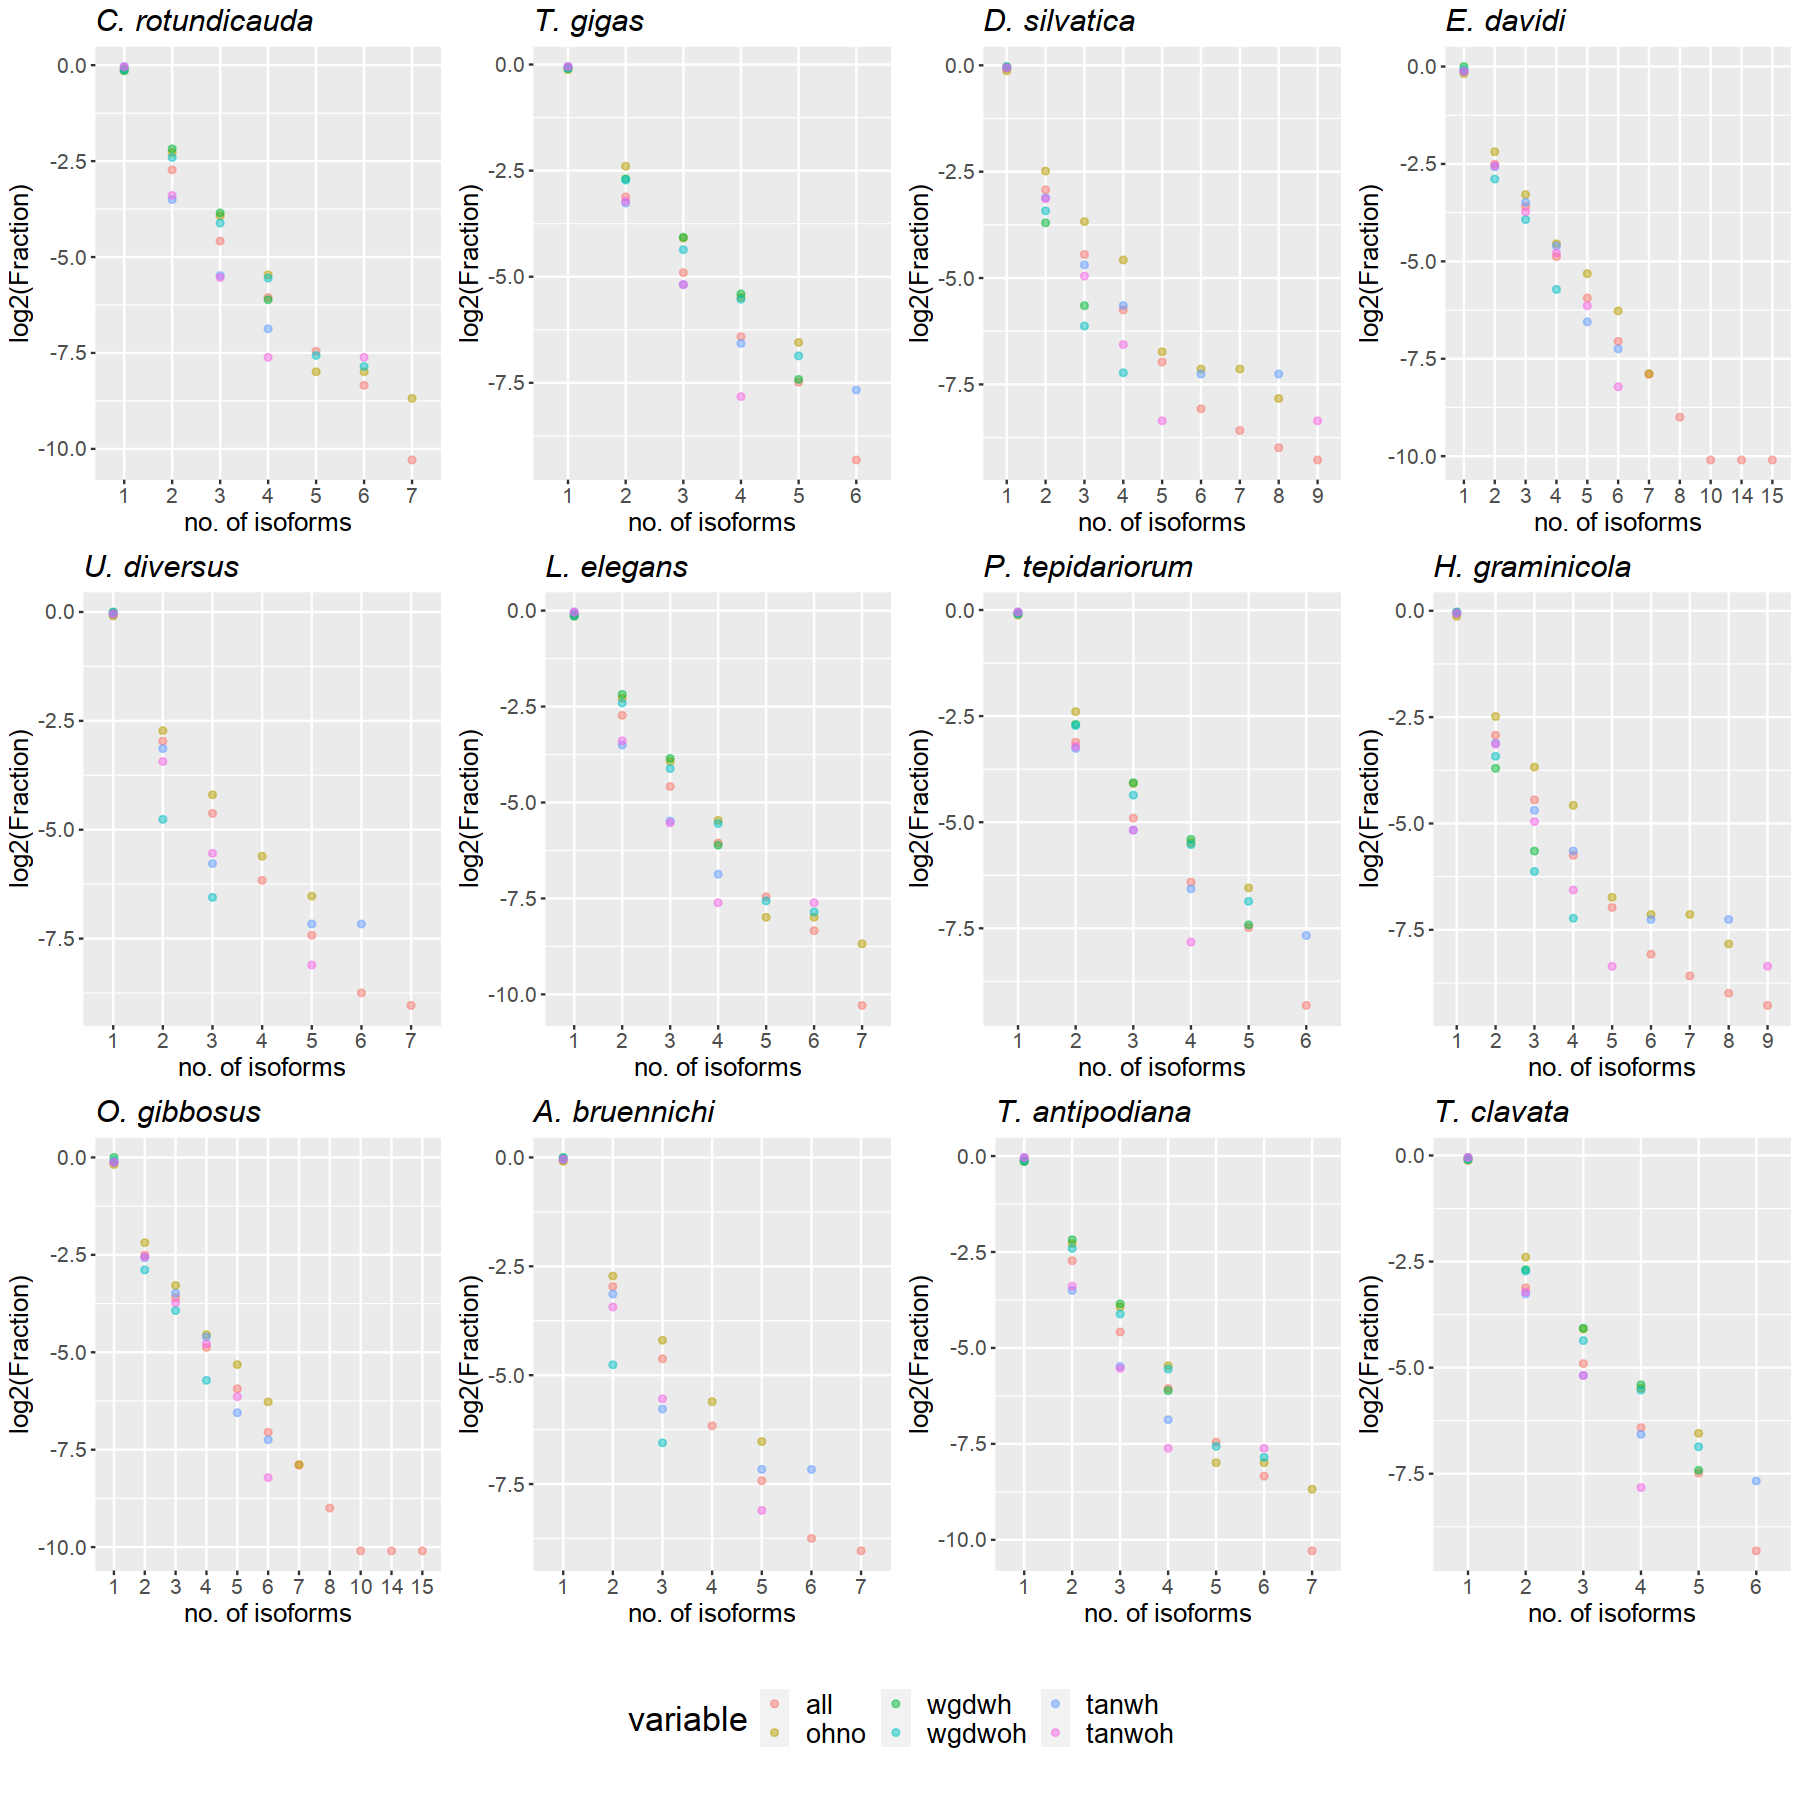 C. rotundicauda
T. gigas
D. silvatica
E. davidi
0.0
-2.5
-5.0
-7.5
-10.0
log2(Fraction)
1 2 3 4 5 6 7
no. of isoforms
0.0
-2.5
-5.0
-7.5
log2(Fraction)
1 2 3 4 5 6
no. of isoforms
0.0
-2.5
-5.0
-7.5
log2(Fraction)
1 2 3 4 5 6 7 8 9
no. of isoforms
0.0
-2.5
-5.0
-7.5
-10.0
log2(Fraction)
1 2 3 4 5 6 7 8 10 14 15
no. of isoforms
U. diversus
L. elegans
P. tepidariorum
H. graminicola
0.0
-2.5
-5.0
-7.5
log2(Fraction)
1 2 3 4 5 6 7
no. of isoforms
0.0
-2.5
-5.0
-7.5
-10.0
log2(Fraction)
1 2 3 4 5 6 7
no. of isoforms
0.0
-2.5
-5.0
-7.5
log2(Fraction)
1 2 3 4 5 6
no. of isoforms
0.0
-2.5
-5.0
-7.5
log2(Fraction)
1 2 3 4 5 6 7 8 9
no. of isoforms
O. gibbosus
A. bruennichi
T. antipodiana
T. clavata
0.0
-2.5
-5.0
-7.5
-10.0
log2(Fraction)
1 2 3 4 5 6 7 8 10 14 15
no. of isoforms
0.0
-2.5
-5.0
-7.5
log2(Fraction)
1 2 3 4 5 6 7
no. of isoforms
0.0
-2.5
-5.0
-7.5
-10.0
log2(Fraction)
1 2 3 4 5 6 7
no. of isoforms
0.0
-2.5
-5.0
-7.5
log2(Fraction)
1 2 3 4 5 6
no. of isoforms
variable
all wgdwh tanwh
ohno wgdwoh tanwoh